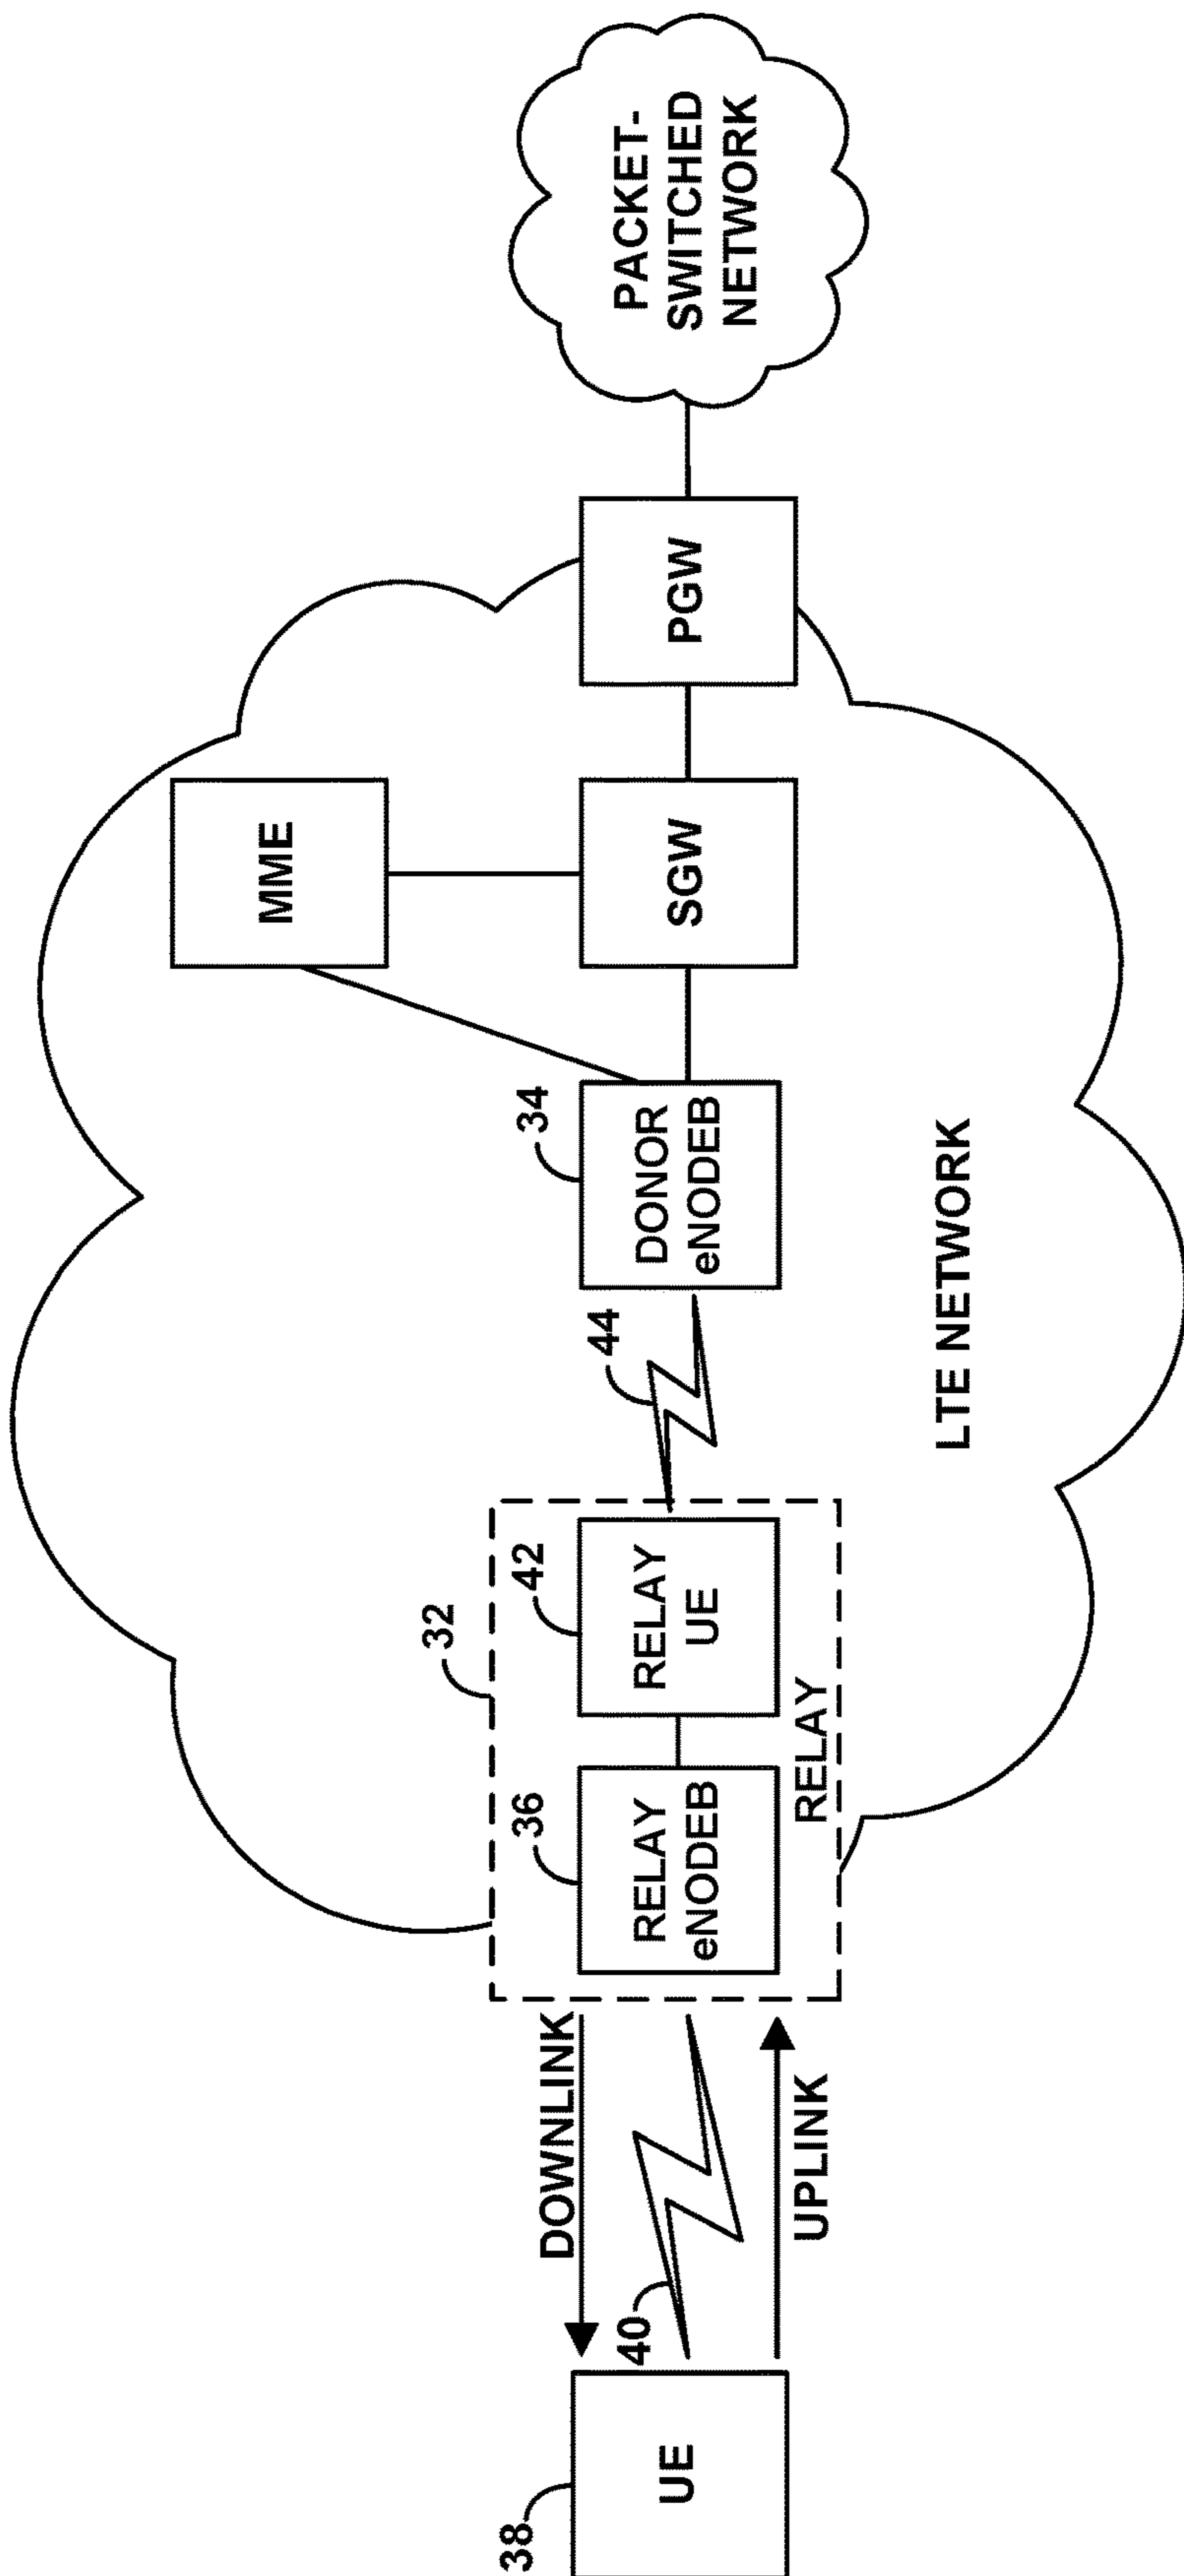 38
UE
40
DOWNLINK
UPLINK
32
36
RELAY
eNODEB
42
RELAY
UE
RELAY
44
34
DONOR
eNODEB
MME
SGW
PGW
LTE NETWORK
PACKET-
SWITCHED
NETWORK